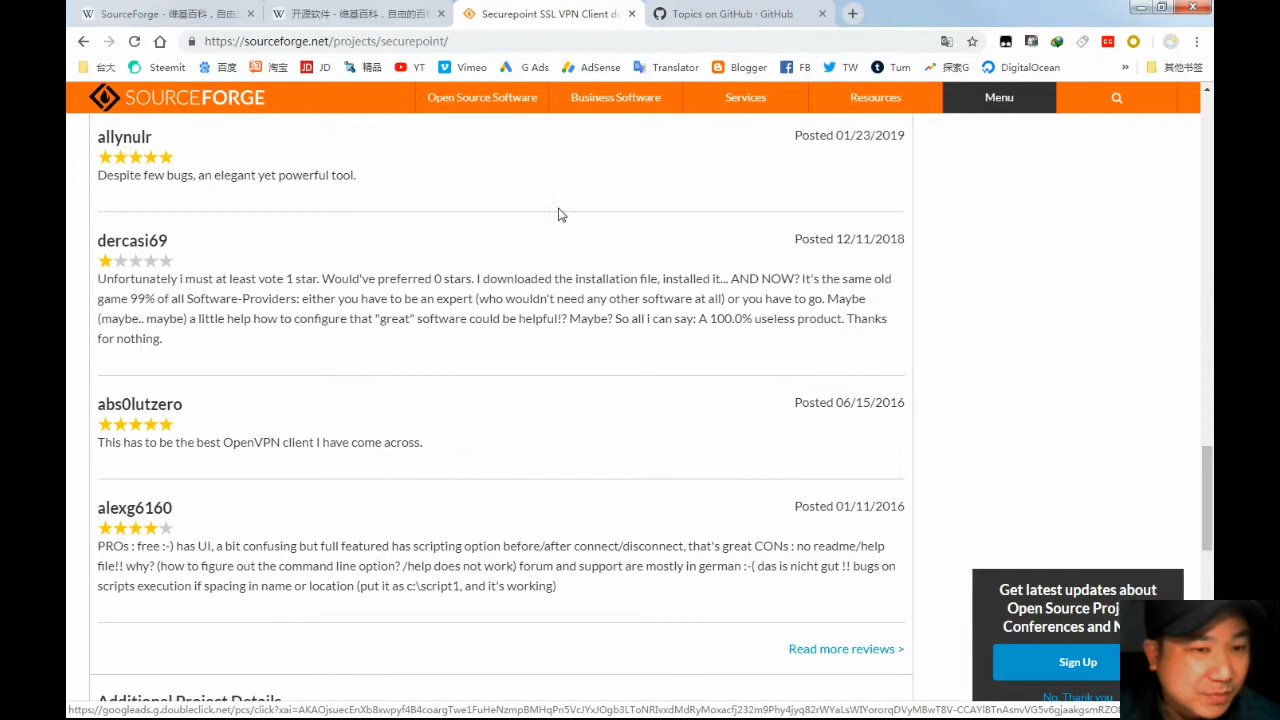 SourceForge - 维基百科，自由
开源软件 - 维基百科，自由的百
Securepoint SSL VPN Client do
Topics on GitHub · GitHub
https://sourceforge.net/projects/securepoint/
台大 Steemit 百度 淘宝 JD 精品 YT Vimeo G Ads AdSense Translator Blogger FB TW Tum 探索G DigitalOcean » 其他书签
SOURCEFORGE Open Source Software Business Software Services Resources Menu
allynulr Posted 01/23/2019
Despite few bugs, an elegant yet powerful tool.
dercasi69 Posted 12/11/2018
Unfortunately i must at least vote 1 star. Would've preferred 0 stars. I downloaded the installation file, installed it... AND NOW? It's the same old
game 99% of all Software-Providers: either you have to be an expert (who wouldn't need any other software at all) or you have to go. Maybe
(maybe.. maybe) a little help how to configure that "great" software could be helpful!? Maybe? So all i can say: A 100.0% useless product. Thanks
for nothing.
abs0lutzero Posted 06/15/2016
This has to be the best OpenVPN client I have come across.
alexg6160 Posted 01/11/2016
PROs : free :-) has UI, a bit confusing but full featured has scripting option before/after connect/disconnect, that's great CONs : no readme/help
file!! why? (how to figure out the command line option? /help does not work) forum and support are mostly in german :-( das is nicht gut !! bugs on
scripts execution if spacing in name or location (put it as c:\script1, and it's working)
Read more reviews >
Additional Project Details
Get latest updates about
Open Source Proj
Conferences and N
Sign Up
No, Thank you